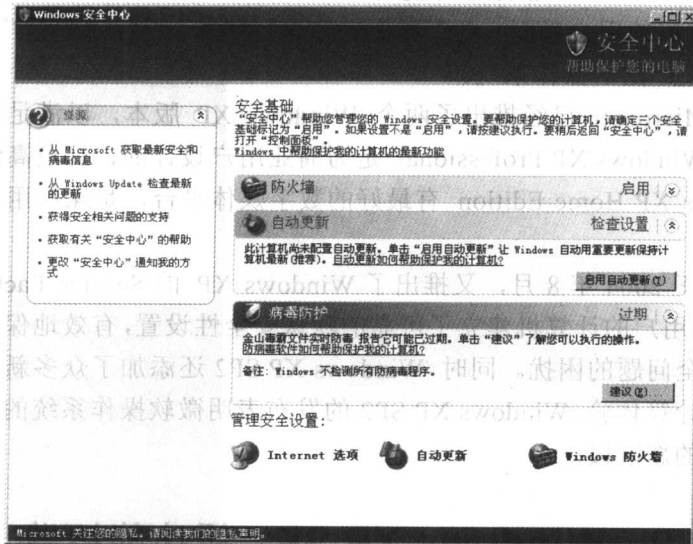 Windows 安全中心
安全中心
帮助保护您的电脑
资源
从 Microsoft 获取最新安全和
病毒信息
从 Windows Update 检查最新
的更新
获得安全相关问题的支持
获取有关“安全中心”的帮助
更改“安全中心”通知我的方
式
安全基础
“安全中心”帮助您管理您的 Windows 安全设置。要帮助保护您的计算机，请确定三个安全
基础标记为“启用”。如果设置不是“启用”，请按建议执行。要稍后返回“安全中心”，请
打开“控制面板”。
Windows 中帮助保护我的计算机的最新功能
防火墙 启用
自动更新 检查设置
此计算机尚未配置自动更新。单击“启用自动更新”让 Windows 自动用重要更新保持计
算机最新(推荐)。自动更新如何帮助保护我的计算机?
启用自动更新(T)
病毒防护 过期
金山毒霸文件实时防毒 报告它可能已过期。单击“建议”了解您可以执行的操作。
防病毒软件如何帮助保护我的计算机?
备注: Windows 不检测所有防病毒程序。
建议(E)...
管理安全设置:
Internet 选项 自动更新 Windows 防火墙
Microsoft 关注您的隐私。请阅读我们的隐私声明。